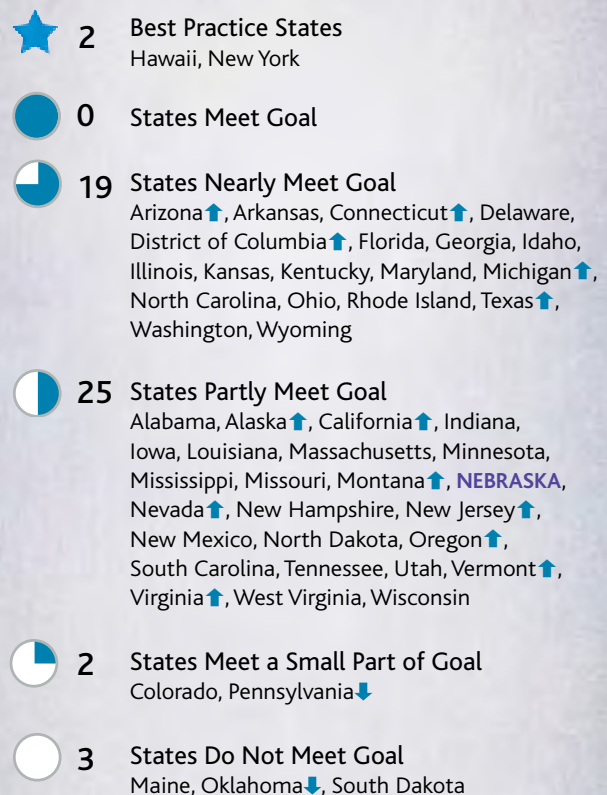 2 Best Practice States
Hawaii, New York
0 States Meet Goal
19 States Nearly Meet Goal
Arizona⬆, Arkansas, Connecticut⬆, Delaware,
District of Columbia⬆, Florida, Georgia, Idaho,
Illinois, Kansas, Kentucky, Maryland, Michigan⬆,
North Carolina, Ohio, Rhode Island, Texas⬆,
Washington, Wyoming
25 States Partly Meet Goal
Alabama, Alaska⬆, California⬆, Indiana,
Iowa, Louisiana, Massachusetts, Minnesota,
Mississippi, Missouri, Montana⬆, NEBRASKA,
Nevada⬆, New Hampshire, New Jersey⬆,
New Mexico, North Dakota, Oregon⬆,
South Carolina, Tennessee, Utah, Vermont⬆,
Virginia⬆, West Virginia, Wisconsin
2 States Meet a Small Part of Goal
Colorado, Pennsylvania⬇
3 States Do Not Meet Goal
Maine, Oklahoma⬇, South Dakota